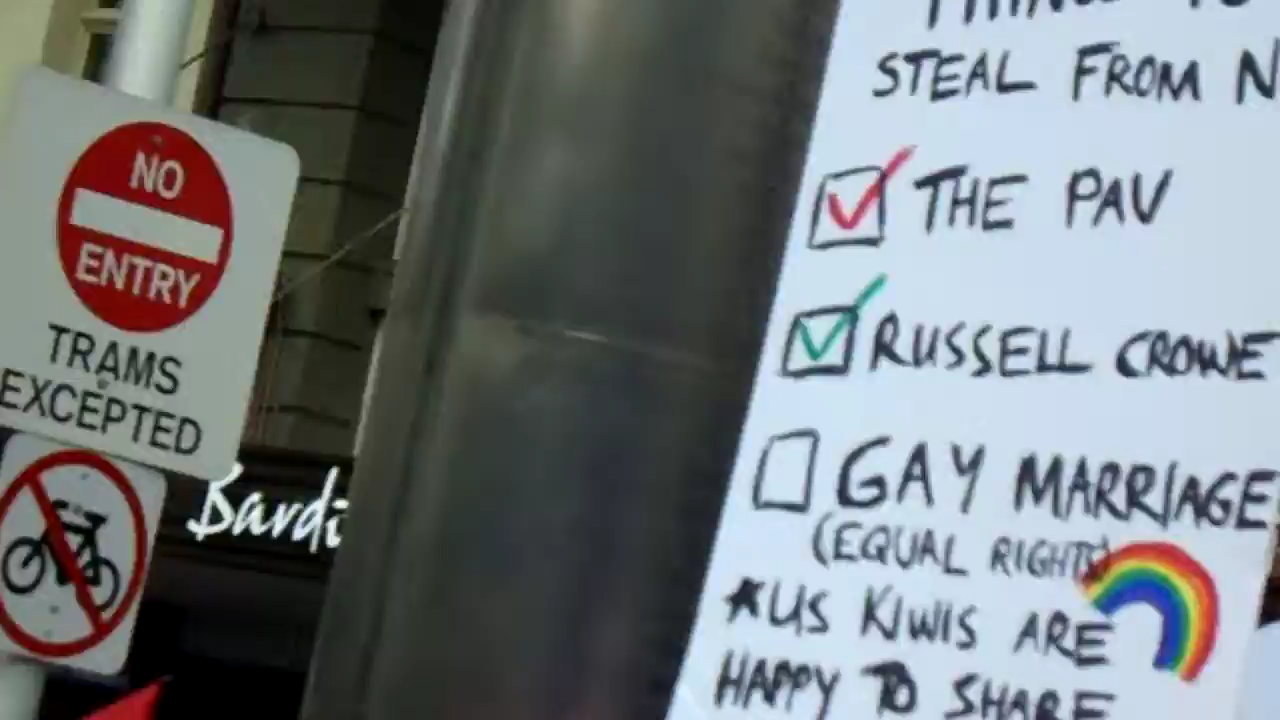 NO
ENTRY
TRAMS
EXCEPTED
STEAL FROM N
THE PAV
RUSSELL CROWE
GAY MARRIAGE
(EQUAL RIGHTS)
*US KIWIS ARE
HAPPY TO SHARE
Bardi